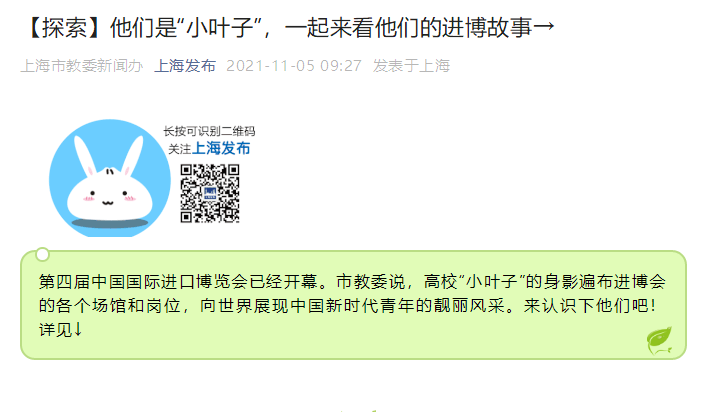 【探索】他们是“小叶子”，一起来看他们的进博故事→
上海市教委新闻办 上海发布 2021-11-05 09:27 发表于上海
长按可识别二维码
关注上海发布
第四届中国国际进口博览会已经开幕。市教委说，高校“小叶子”的身影遍布进博会
的各个场馆和岗位，向世界展现中国新时代青年的靓丽风采。来认识下他们吧！
详见↓